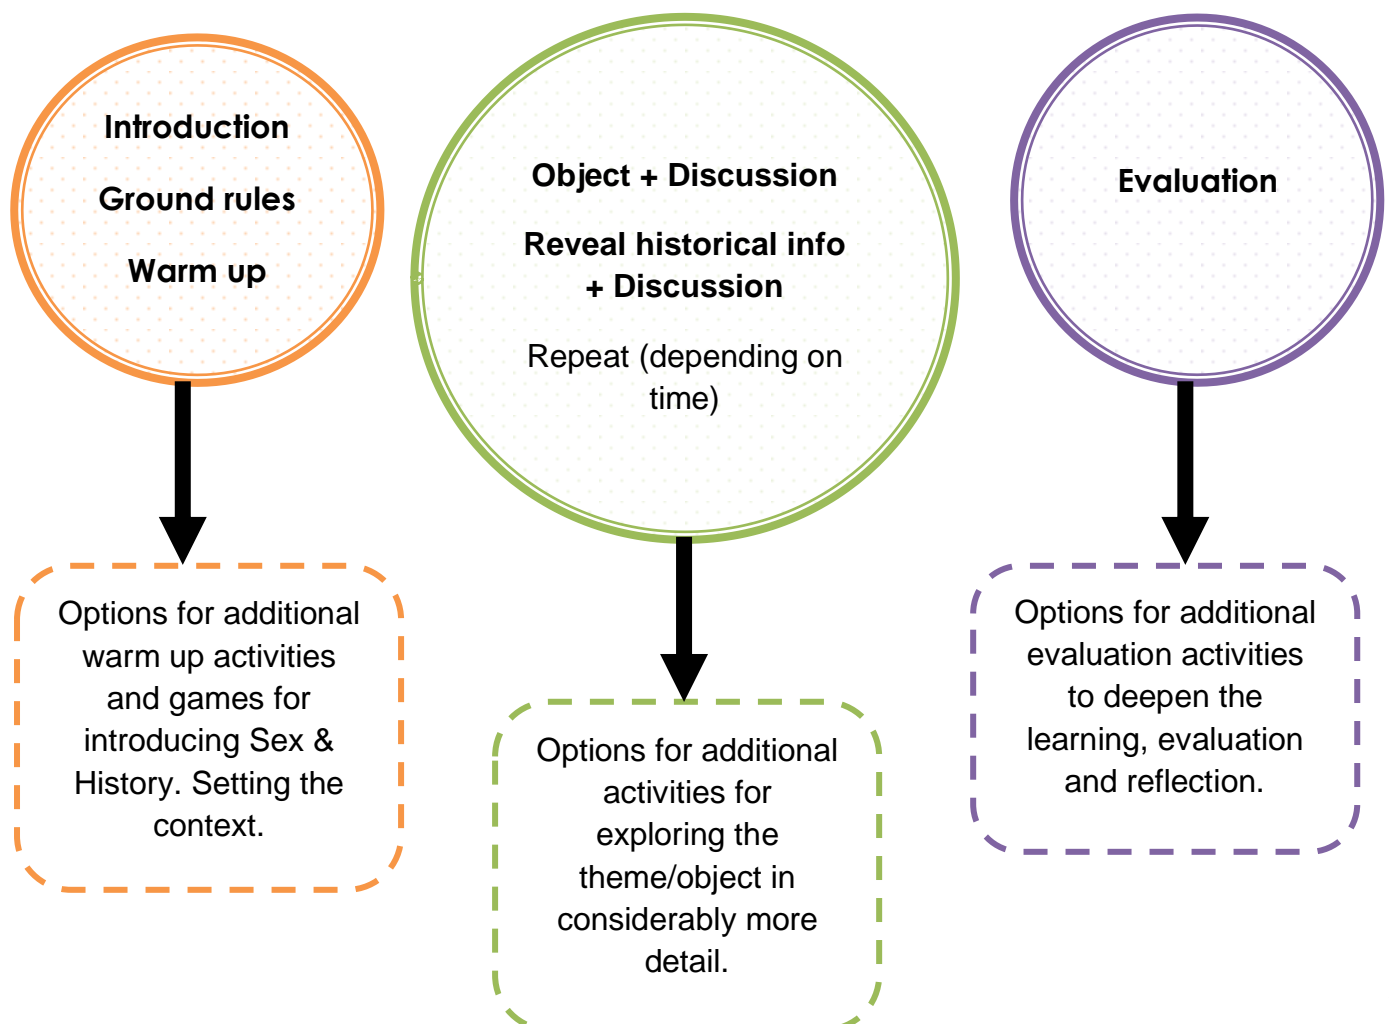 Introduction
Ground rules
Warm up
Object + Discussion
Reveal historical info
+ Discussion
Repeat (depending on
time)
Evaluation
Options for additional
warm up activities
and games for
introducing Sex &
History. Setting the
context.
Options for additional
activities for
exploring the
theme/object in
considerably more
detail.
Options for additional
evaluation activities
to deepen the
learning, evaluation
and reflection.